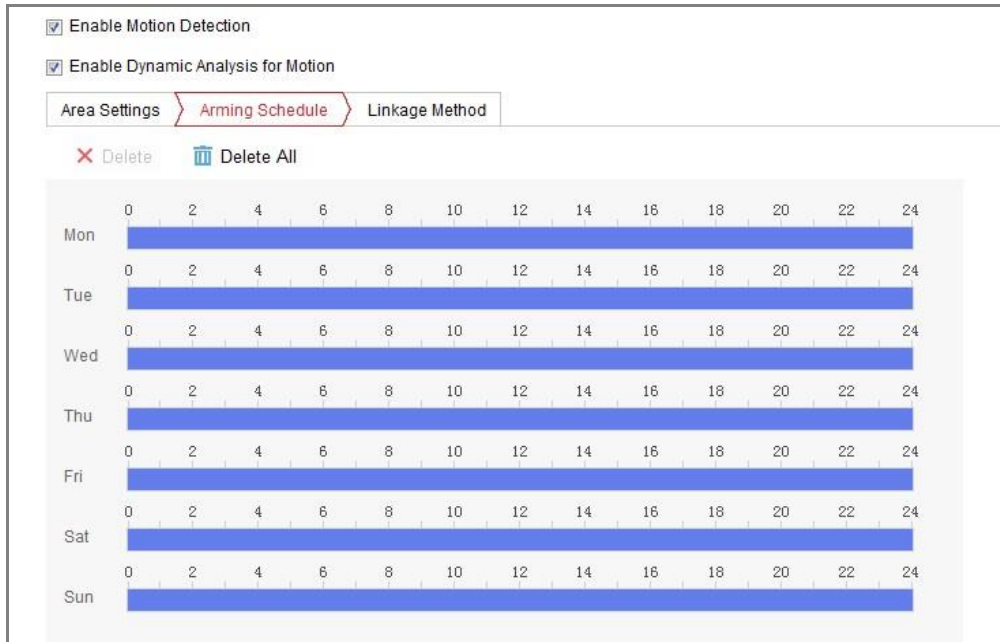 Enable Motion Detection
Enable Dynamic Analysis for Motion
Area Settings Arming Schedule Linkage Method
Delete Delete All
0 2 4 6 8 10 12 14 16 18 20 22 24
Mon
0 2 4 6 8 10 12 14 16 18 20 22 24
Tue
0 2 4 6 8 10 12 14 16 18 20 22 24
Wed
0 2 4 6 8 10 12 14 16 18 20 22 24
Thu
0 2 4 6 8 10 12 14 16 18 20 22 24
Fri
0 2 4 6 8 10 12 14 16 18 20 22 24
Sat
0 2 4 6 8 10 12 14 16 18 20 22 24
Sun